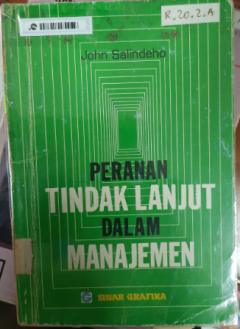 R.20.2.A
John Salindeho
PERANAN
TINDAK LANJUT
DALAM
MANAJEMEN
SINAR GRAFIKA